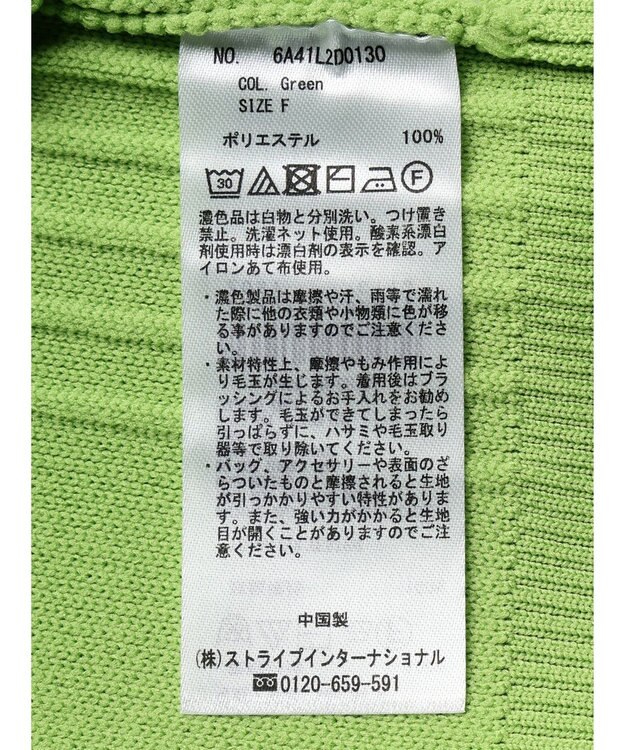 NO. 6A41L2D0130
COL. Green
SIZE F
ポリエステル 100%
30 F
濃色品は白物と分別洗い。つけ置き
禁止。洗濯ネット使用。酸素系漂白
剤使用時は漂白剤の表示を確認。ア
イロンあて布使用。
・濃色製品は摩擦や汗、雨等で濡れ
た際に他の衣類や小物類に色が移
る事がありますのでご注意くださ
い。
・素材特性上、摩擦やもみ作用によ
り毛玉が生じます。着用後はブラ
ッシングによるお手入れをお勧め
します。毛玉ができてしまったら
引っぱらずに、ハサミや毛玉取り
器等で取り除いてください。
・バッグ、アクセサリーや表面のざ
らついたものと摩擦されると生地
が引っかかりやすい特性がありま
す。また、強い力がかかると生地
目が開くことがありますのでご注
意ください。
中国製
(株)ストライプインターナショナル
0120-659-591